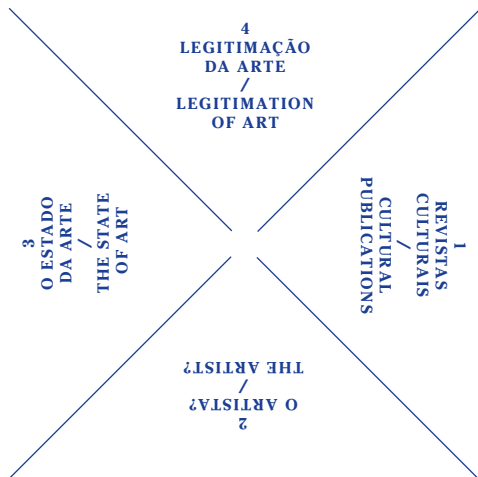 4
LEGITIMAÇÃO
DA ARTE
/
LEGITIMATION
OF ART
1
REVISTAS
CULTURAIS
/
CULTURAL
PUBLICATIONS
2
O ARTISTA?
/
THE ARTIST?
3
O ESTADO
DA ARTE
/
THE STATE
OF ART